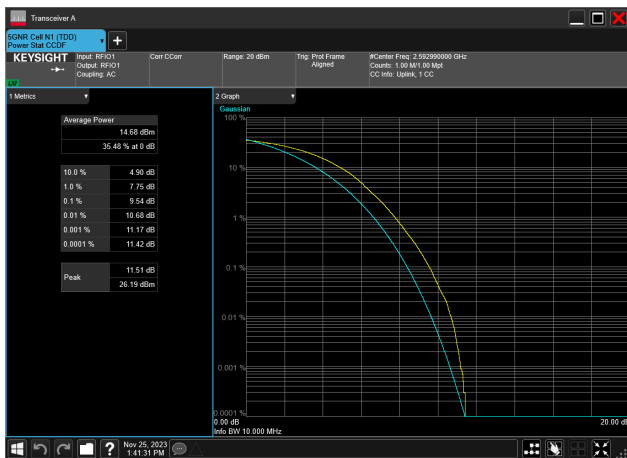 Transceiver A
5GNR Cell N1 (TDD)
Power Stat CCDF
KEYSIGHT
LXI
Input: RFIO1
Output: RFIO1
Coupling: AC
Corr CCorr
Range: 20 dBm
Trig: Prot Frame
Aligned
#Center Freq: 2.592990000 GHz
Counts: 1.00 M/1.00 Mpt
CC Info: Uplink, 1 CC
1 Metrics
Average Power
14.68 dBm
35.48 % at 0 dB
10.0 % 4.90 dB
1.0 % 7.75 dB
0.1 % 9.54 dB
0.01 % 10.68 dB
0.001 % 11.17 dB
0.0001 % 11.42 dB
Peak
11.51 dB
26.19 dBm
2 Graph
Gaussian
100 %
10 %
1 %
0.1 %
0.01 %
0.001 %
0.0001 %
0.00 dB 20.00 dB
Info BW 10.000 MHz
?
Nov 25, 2023
1:41:31 PM